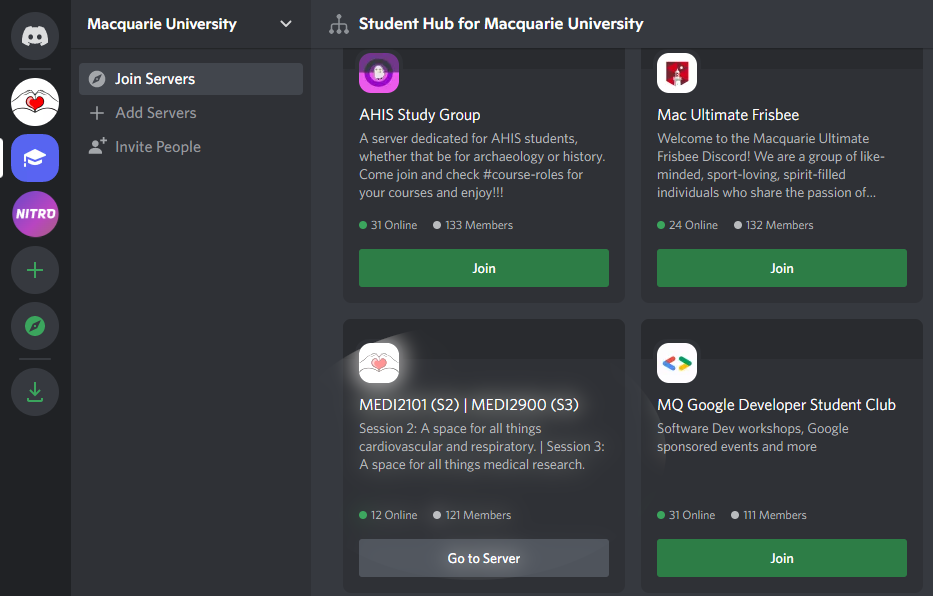 Macquarie University
Student Hub for Macquarie University
Join Servers
Add Servers
Invite People
NITRO
AHIS Study Group
A server dedicated for AHIS students,
whether that be for archaeology or history.
Come join and check #course-roles for
your courses and enjoy!!!
31 Online
133 Members
Join
Mac Ultimate Frisbee
Welcome to the Macquarie Ultimate
Frisbee Discord! We are a group of like-
minded, sport-loving, spirit-filled
individuals who share the passion of...
24 Online
132 Members
Join
MEDI2101 (S2) | MEDI2900 (S3)
Session 2: A space for all things
cardiovascular and respiratory. | Session 3:
A space for all things medical research.
12 Online
121 Members
Go to Server
MQ Google Developer Student Club
Software Dev workshops, Google
sponsored events and more
31 Online
111 Members
Join